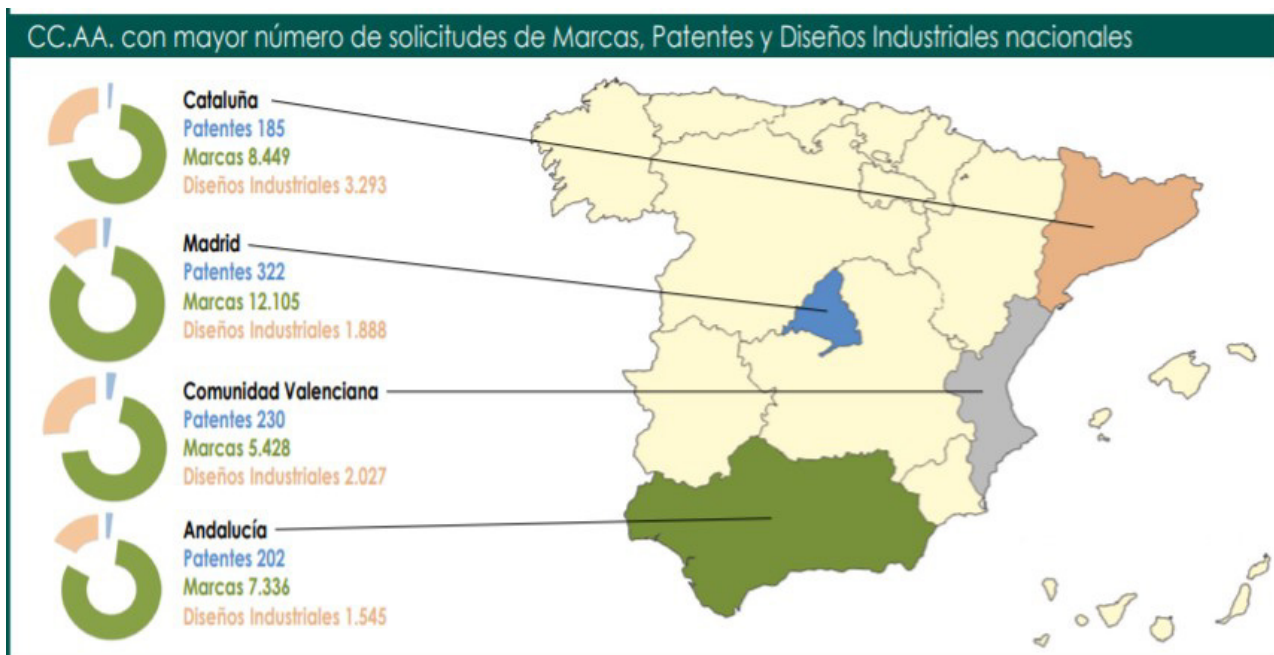 CC.AA. con mayor número de solicitudes de Marcas, Patentes y Diseños Industriales nacionales
Cataluña
Patentes 185
Marcas 8.449
Diseños Industriales 3.293
Madrid
Patentes 322
Marcas 12.105
Diseños Industriales 1.888
Comunidad Valenciana
Patentes 230
Marcas 5.428
Diseños Industriales 2.027
Andalucía
Patentes 202
Marcas 7.336
Diseños Industriales 1.545